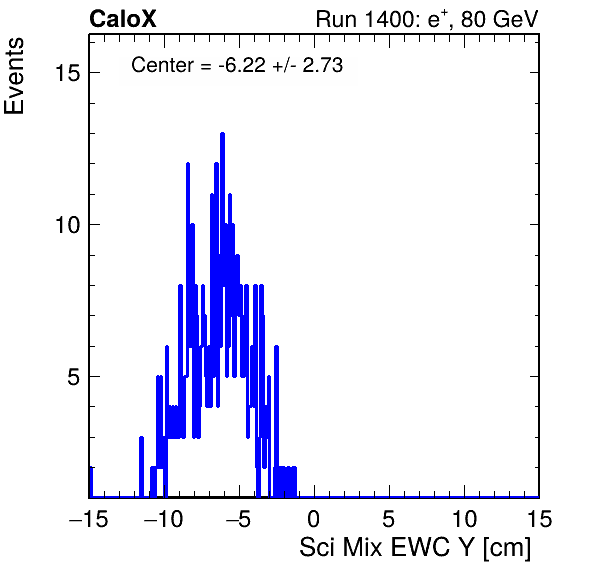 CaloX Run 1400: e⁺, 80 GeV
Center = -6.22 +/- 2.73
Events
15
10
5
−15 −10 −5 0 5 10 15
Sci Mix EWC Y [cm]